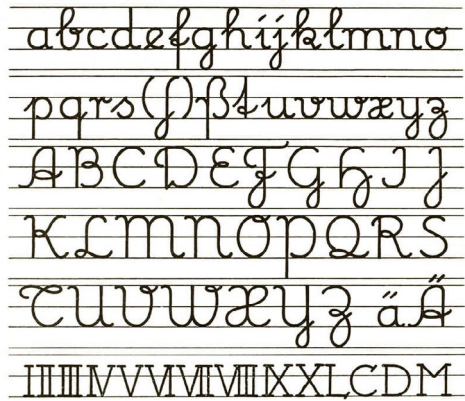 abcdefghijklmno
pqrs(ſ)ßtuvwxyz
ABCDEFGHIJ
KLMNOPQRS
TUVWXYZ äÄ
I II III IV V VI VII VIII IX X L C D M